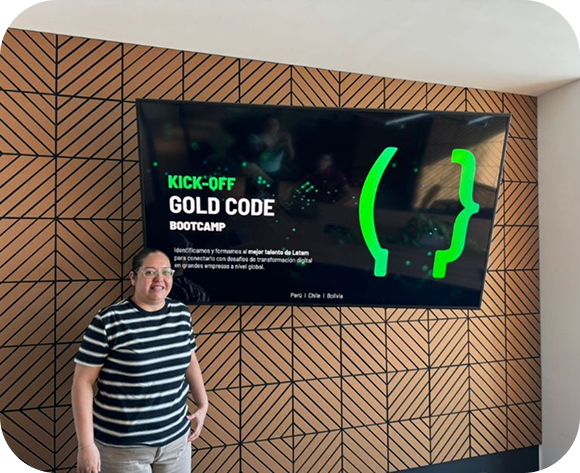 KICK-OFF
GOLD CODE
BOOTCAMP
Identificamos y formamos al mejor talento de Latam
para conectarlo con desafíos de transformación digital
en grandes empresas a nivel global.
Perú | Chile | Bolivia